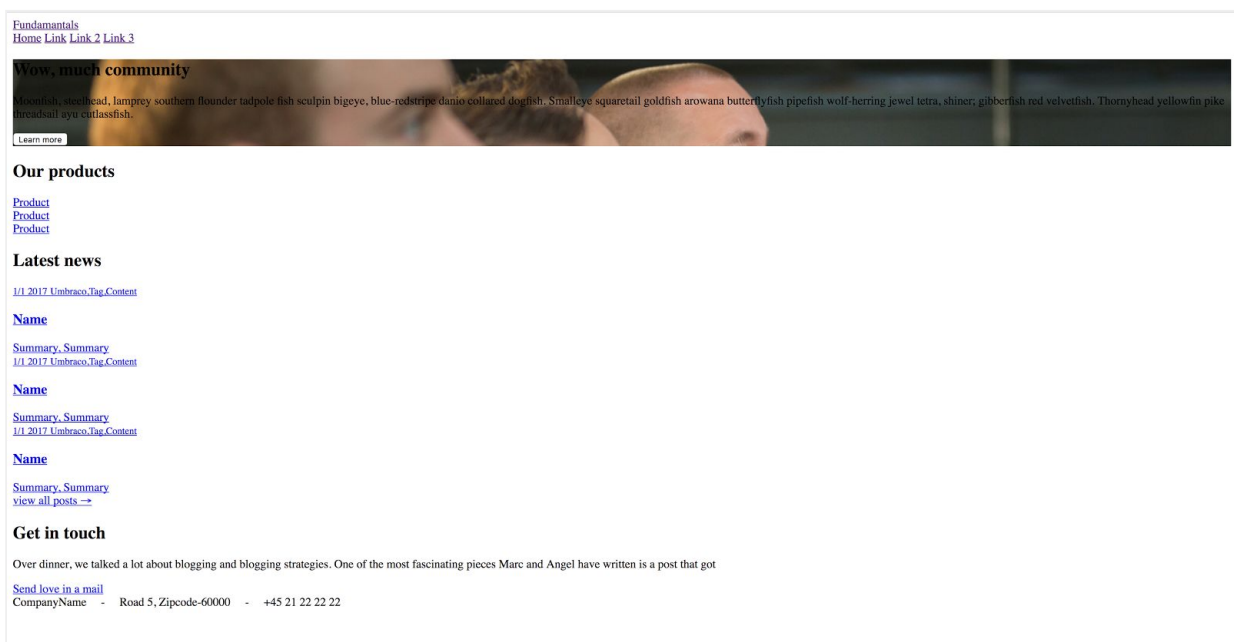 Fundamantals
Home Link Link 2 Link 3
Wow, much community
Moonfish, steelhead, lamprey southern flounder tadpole fish sculpin bigeye, blue-redstripe danio collared dogfish. Smalleye squaretail goldfish arowana butterflyfish pipefish wolf-herring jewel tetra, shiner; gibberfish red velvetfish. Thornyhead yellowfin pike
threadsail ayu cutlassfish.
Learn more
Our products
Product
Product
Product
Latest news
1/1 2017 Umbraco,Tag,Content
Name
Summary, Summary
1/1 2017 Umbraco,Tag,Content
Name
Summary, Summary
1/1 2017 Umbraco,Tag,Content
Name
Summary, Summary
view all posts →
Get in touch
Over dinner, we talked a lot about blogging and blogging strategies. One of the most fascinating pieces Marc and Angel have written is a post that got
Send love in a mail
CompanyName - Road 5, Zipcode-60000 - +45 21 22 22 22